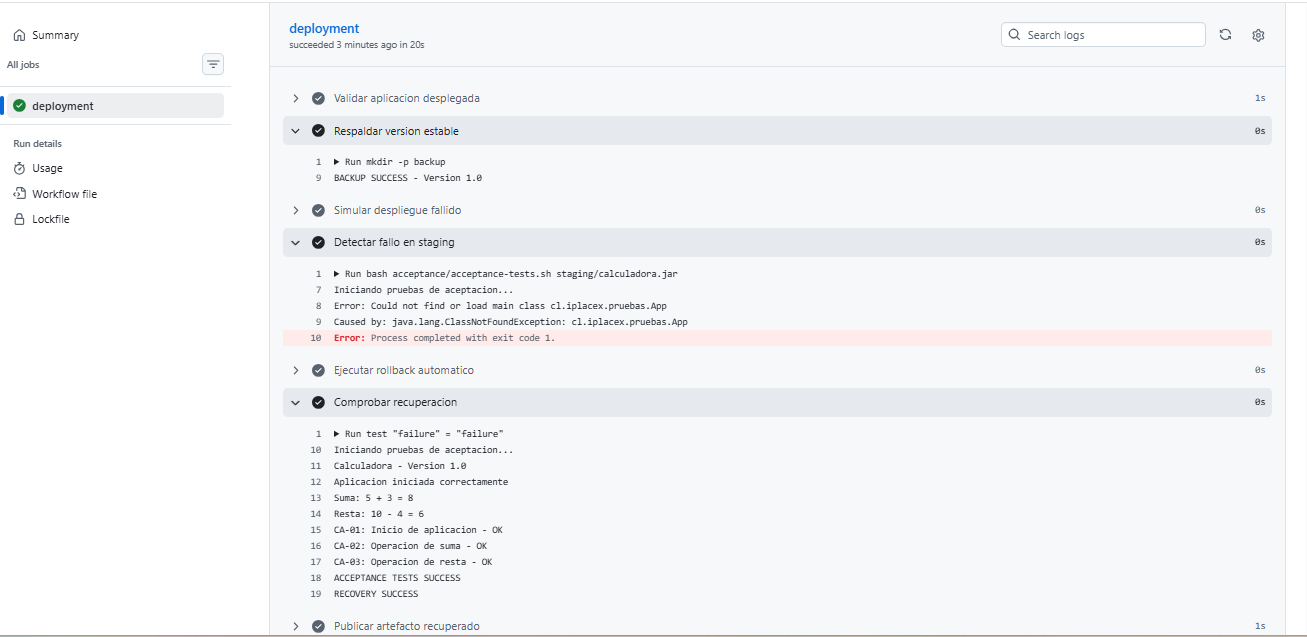 Summary
All jobs
deployment
Run details
Usage
Workflow file
Lockfile
deployment
succeeded 3 minutes ago in 20s
Search logs
Validar aplicacion desplegada 1s
Respaldar version estable 0s
1 Run mkdir -p backup
9 BACKUP SUCCESS - Version 1.0
Simular despliegue fallido 0s
Detectar fallo en staging 0s
1 Run bash acceptance/acceptance-tests.sh staging/calculadora.jar
7 Iniciando pruebas de aceptacion...
8 Error: Could not find or load main class cl.iplacex.pruebas.App
9 Caused by: java.lang.ClassNotFoundException: cl.iplacex.pruebas.App
10 Error: Process completed with exit code 1.
Ejecutar rollback automatico 0s
Comprobar recuperacion 0s
1 Run test "failure" = "failure"
10 Iniciando pruebas de aceptacion...
11 Calculadora - Version 1.0
12 Aplicacion iniciada correctamente
13 Suma: 5 + 3 = 8
14 Resta: 10 - 4 = 6
15 CA-01: Inicio de aplicacion - OK
16 CA-02: Operacion de suma - OK
17 CA-03: Operacion de resta - OK
18 ACCEPTANCE TESTS SUCCESS
19 RECOVERY SUCCESS
Publicar artefacto recuperado 1s